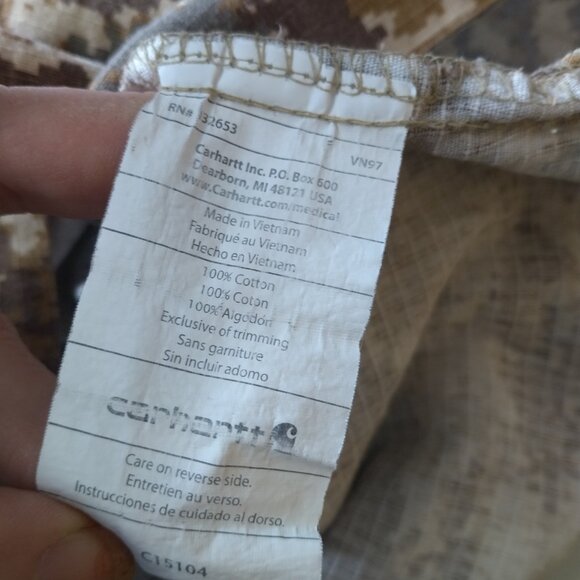 RN# 132653
VN97
Carhartt Inc. P.O. Box 600
Dearborn, MI 48121 USA
www.Carhartt.com/medical
Made in Vietnam
Fabriqué au Vietnam
Hecho en Vietnam
100% Cotton
100% Coton
100% Algodón
Exclusive of trimming
Sans garniture
Sin incluir adorno
carhartt
Care on reverse side.
Entretien au verso.
Instrucciones de cuidado al dorso.
C15104